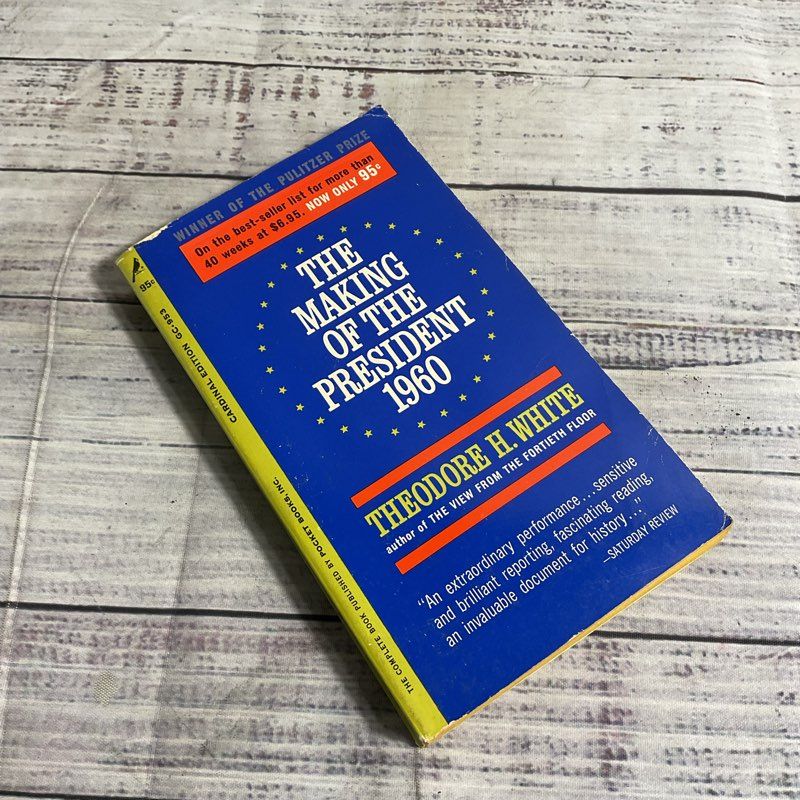 WINNER OF THE PULITZER PRIZE
On the best-seller list for more than
40 weeks at $6.95. NOW ONLY 95¢
THE
MAKING
OF THE
PRESIDENT
1960
THEODORE H. WHITE
author of THE VIEW FROM THE FORTIETH FLOOR
"An extraordinary performance...sensitive
and brilliant reporting, fascinating reading,
an invaluable document for history..."
—SATURDAY REVIEW
95¢
CARDINAL EDITION GC·953
THE COMPLETE BOOK PUBLISHED BY POCKET BOOKS, INC.